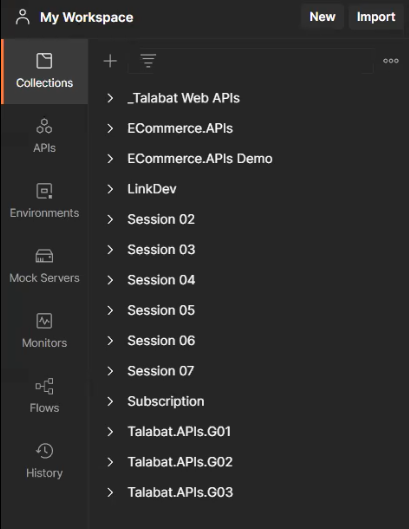 My Workspace
New
Import
Collections
APIs
Environments
Mock Servers
Monitors
Flows
History
_Talabat Web APIs
ECommerce.APIs
ECommerce.APIs Demo
LinkDev
Session 02
Session 03
Session 04
Session 05
Session 06
Session 07
Subscription
Talabat.APIs.G01
Talabat.APIs.G02
Talabat.APIs.G03